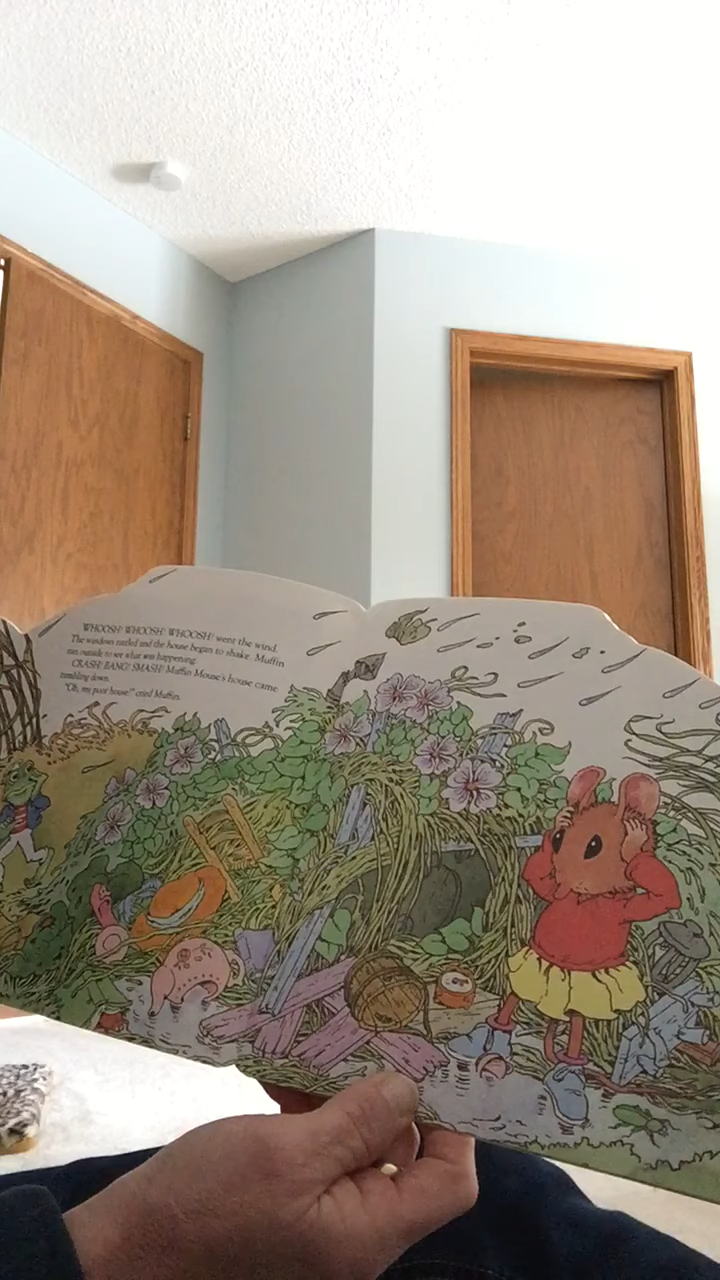 WHOOSH! WHOOSH! WHOOSH! went the wind.
The windows rattled and the house began to shake. Muffin
ran outside to see what was happening.
CRASH! BANG! SMASH! Muffin Mouse's house came
tumbling down.
"Oh, my poor house!" cried Muffin.